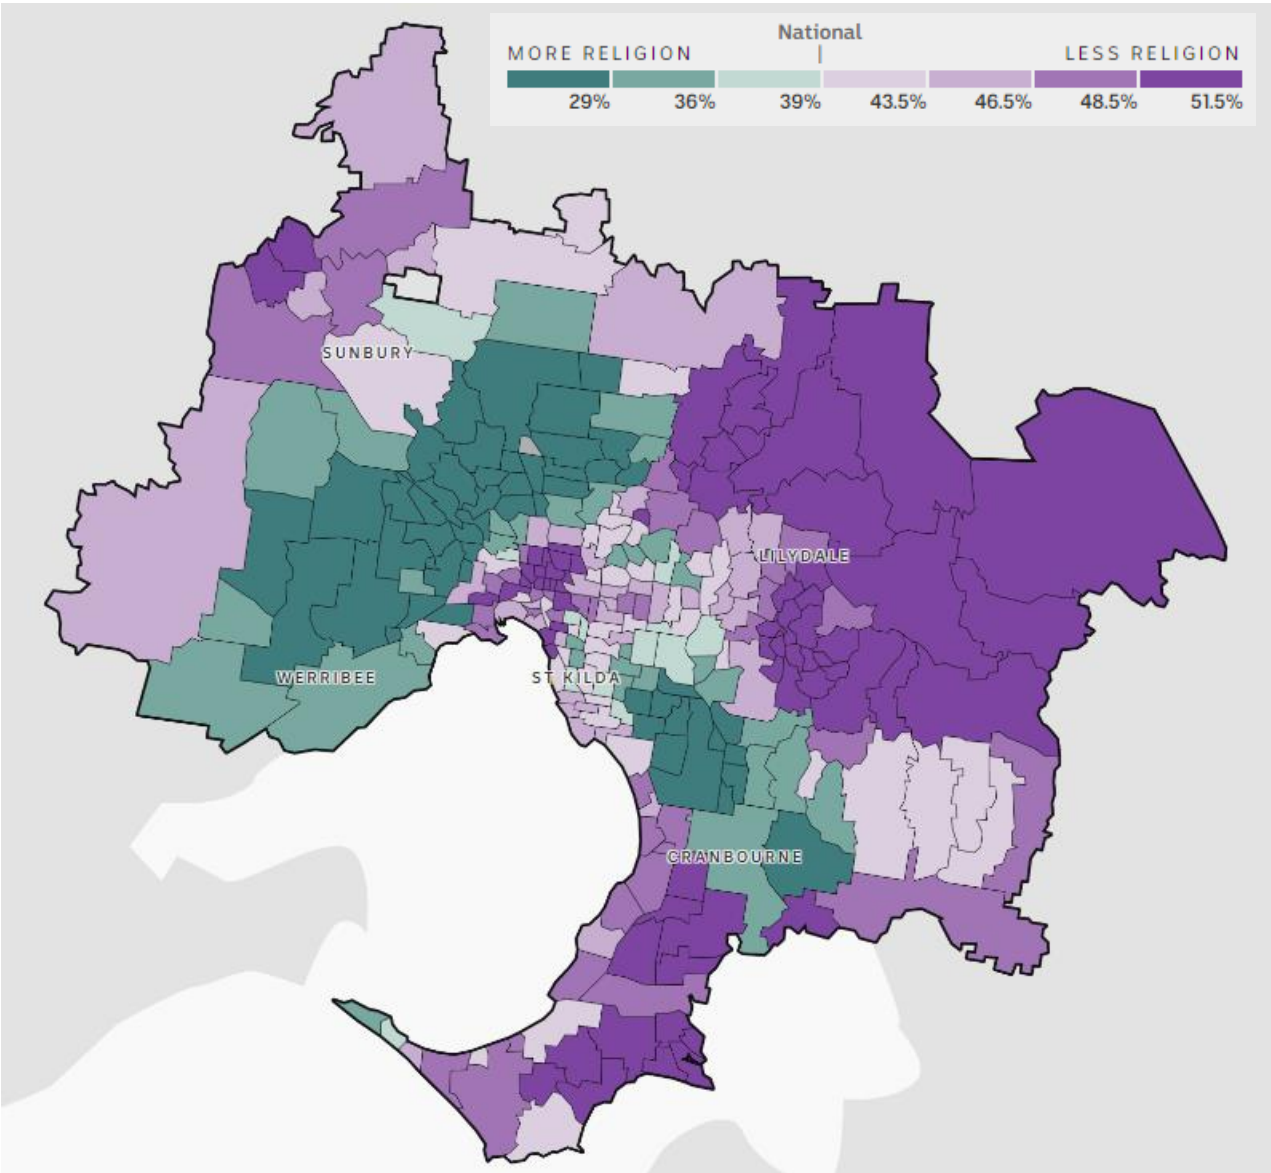 National
MORE RELIGION
|
LESS RELIGION
29%
36%
39%
43.5%
46.5%
48.5%
51.5%
SUNBURY
LILYDALE
WERRIBEE
ST KILDA
CRANBOURNE